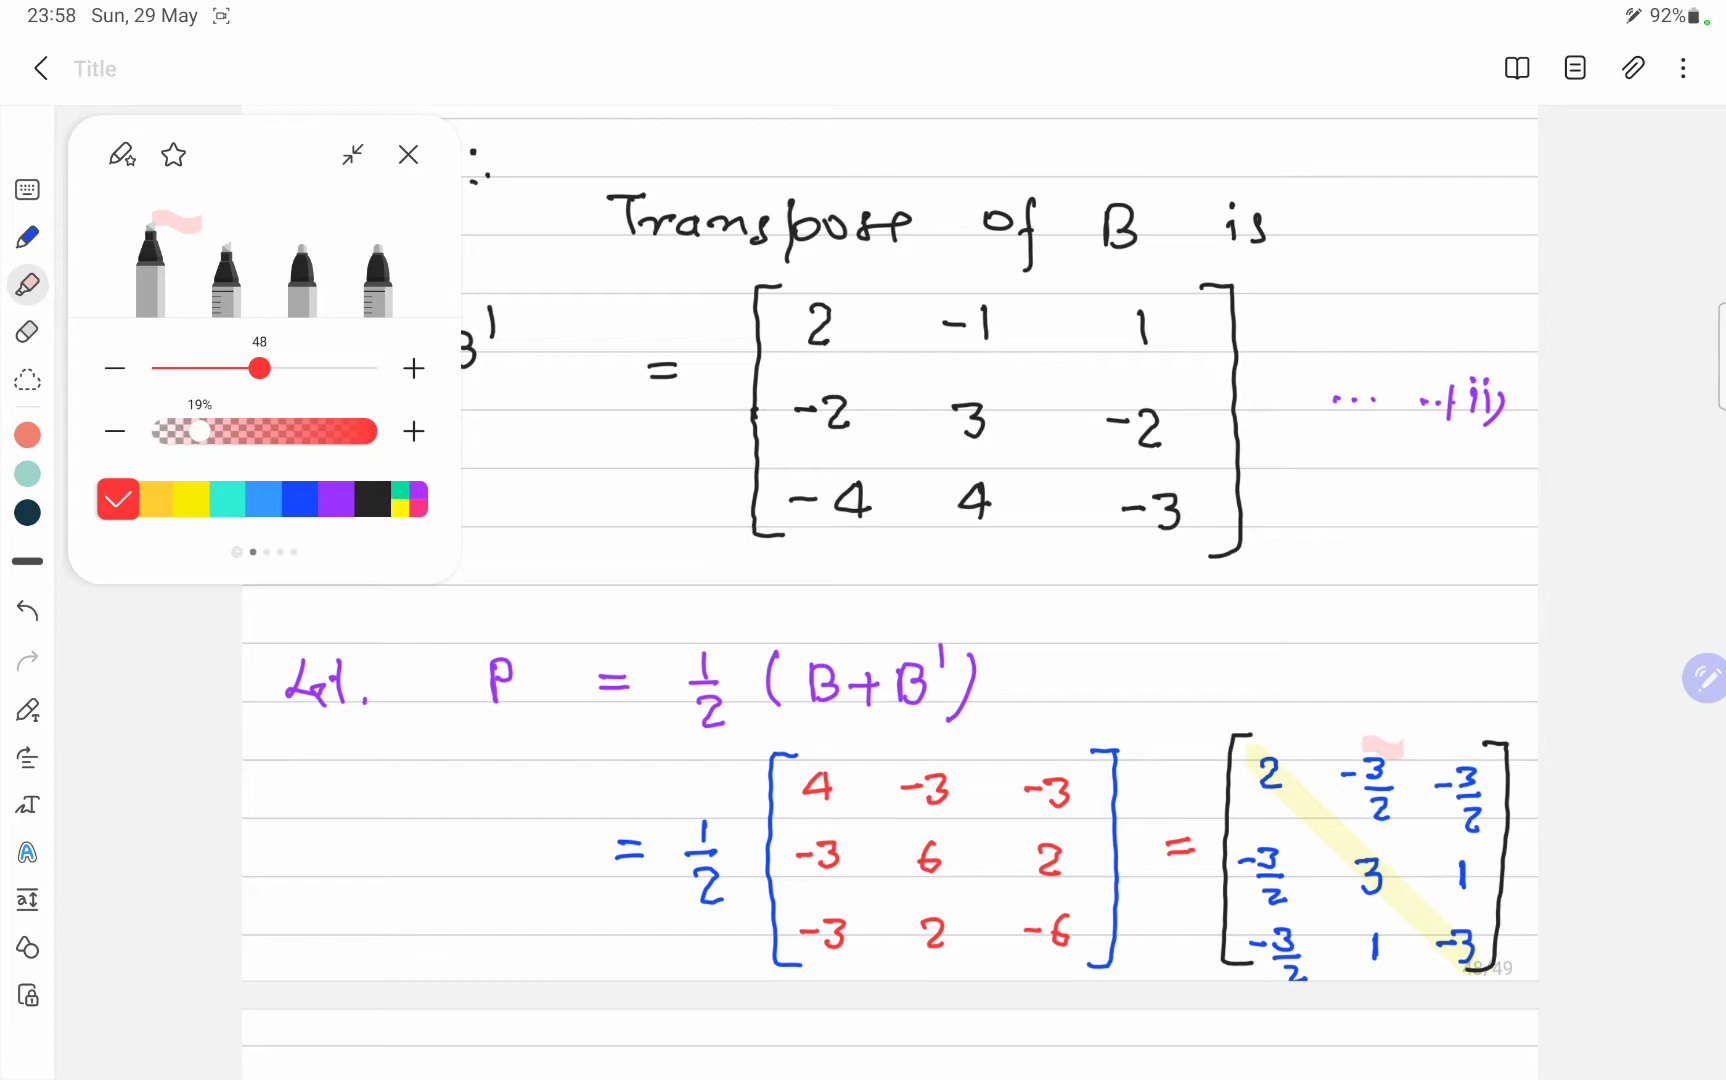 23:58 Sun, 29 May 92%
Title
∴ Transpose of B is
48
19%
B' = [2 -1 1
-2 3 -2 ... ..(ii)
-4 4 -3]
Let. P = 1/2 (B+B')
= 1/2 [4 -3 -3
-3 6 2
-3 2 -6]
= [2 -3/2 -3/2
-3/2 3 1
-3/2 1 -3]
48/49